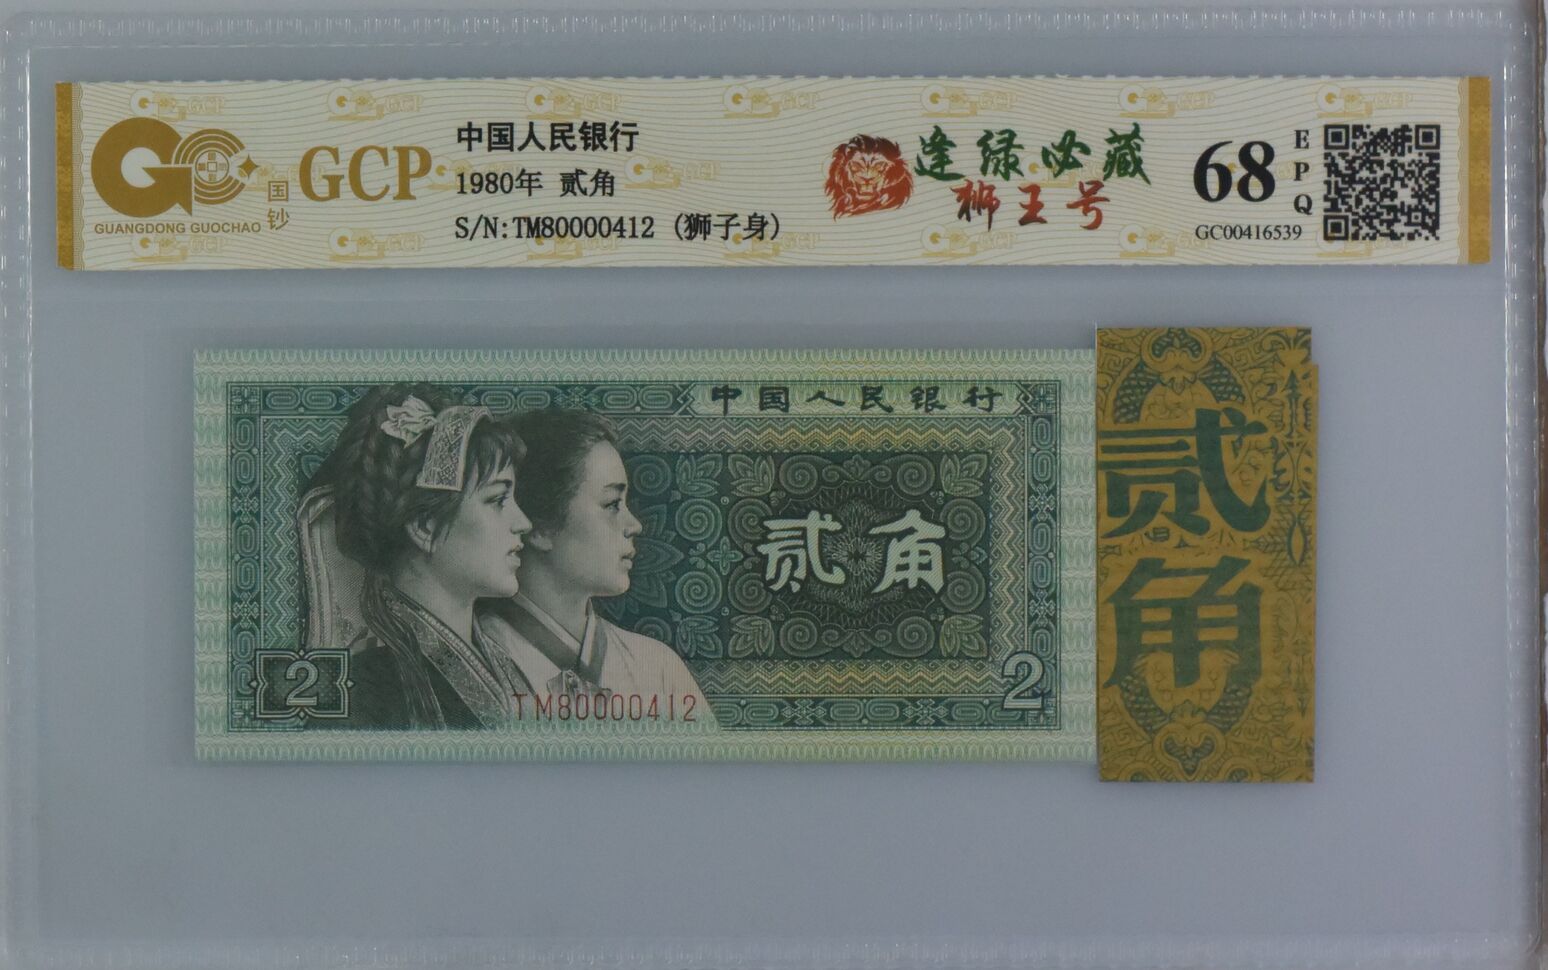 国钞
GUANGDONG GUOCHAO
GCP
中国人民银行
1980年 贰角
S/N:TM80000412 (狮子身)
逢绿必藏
狮王号
68
EPQ
GC00416539
中国人民银行
贰角
2
2
TM80000412
贰角